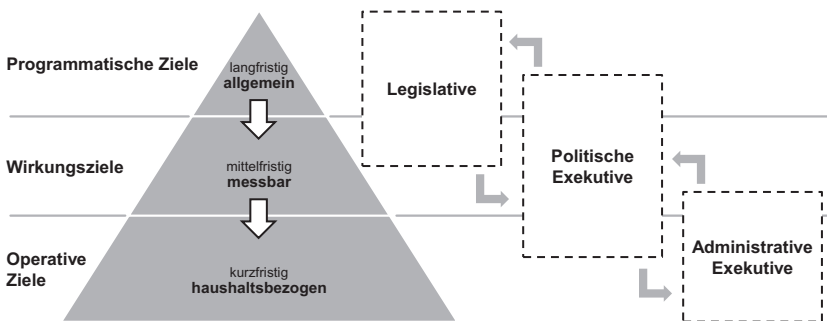 Programmatische Ziele
langfristig
allgemein
Legislative
Wirkungsziele
mittelfristig
messbar
Politische
Exekutive
Operative
Ziele
kurzfristig
haushaltsbezogen
Administrative
Exekutive